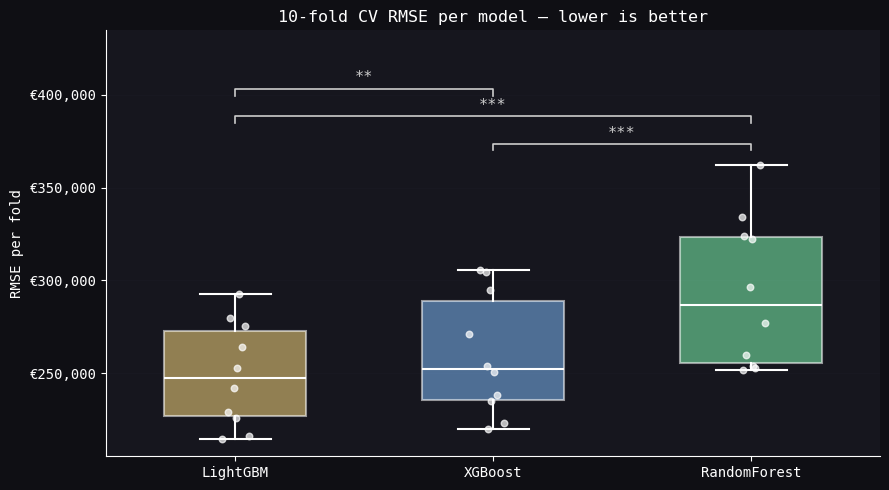 10-fold CV RMSE per model — lower is better
RMSE per fold
€400,000
€350,000
€300,000
€250,000
**
***
***
LightGBM
XGBoost
RandomForest